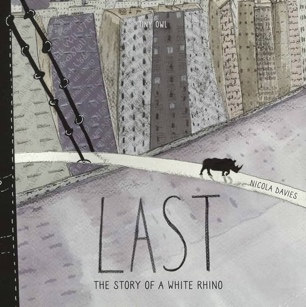 TINY OWL
NICOLA DAVIES
LAST
THE STORY OF A WHITE RHINO